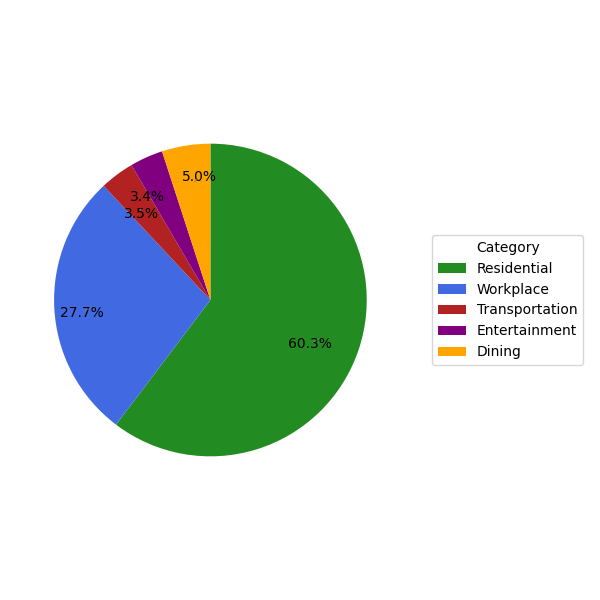 5.0%
3.4%
3.5%
27.7%
60.3%
Category
Residential
Workplace
Transportation
Entertainment
Dining